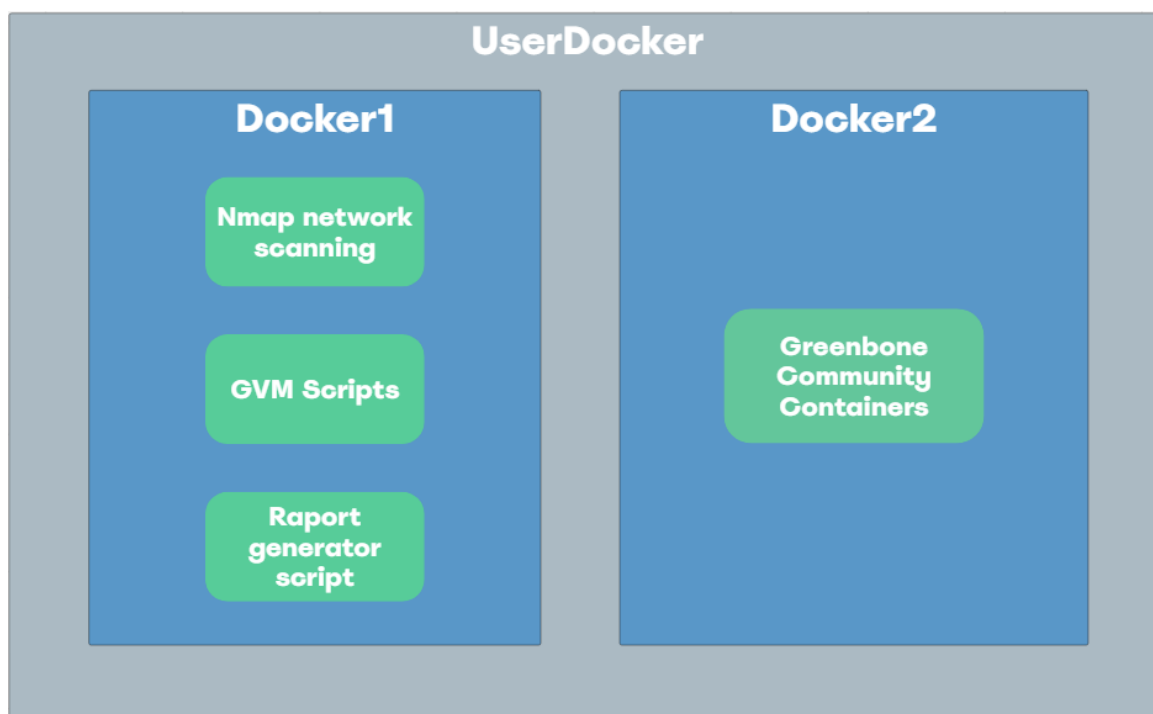 UserDocker
Docker1
Nmap network
scanning
GVM Scripts
Raport
generator
script
Docker2
Greenbone
Community
Containers